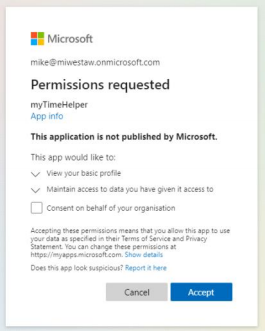 Microsoft
mike@miwestaw.onmicrosoft.com
Permissions requested
myTimeHelper
App info
This application is not published by Microsoft.
This app would like to:
View your basic profile
Maintain access to data you have given it access to
Consent on behalf of your organisation
Accepting these permissions means that you allow this app to use
your data as specified in their Terms of Service and Privacy
Statement. You can change these permissions at
https://myapps.microsoft.com. Show details
Does this app look suspicious? Report it here
Cancel
Accept